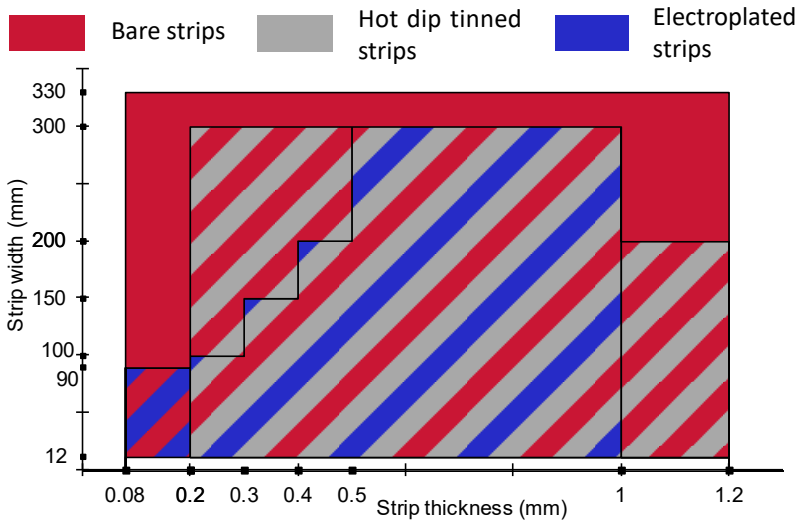 Bare strips
Hot dip tinned
strips
Electroplated
strips
Strip width (mm)
330
300
200
150
100
90
12
0.08
0.2
0.3
0.4
0.5
1
1.2
Strip thickness (mm)